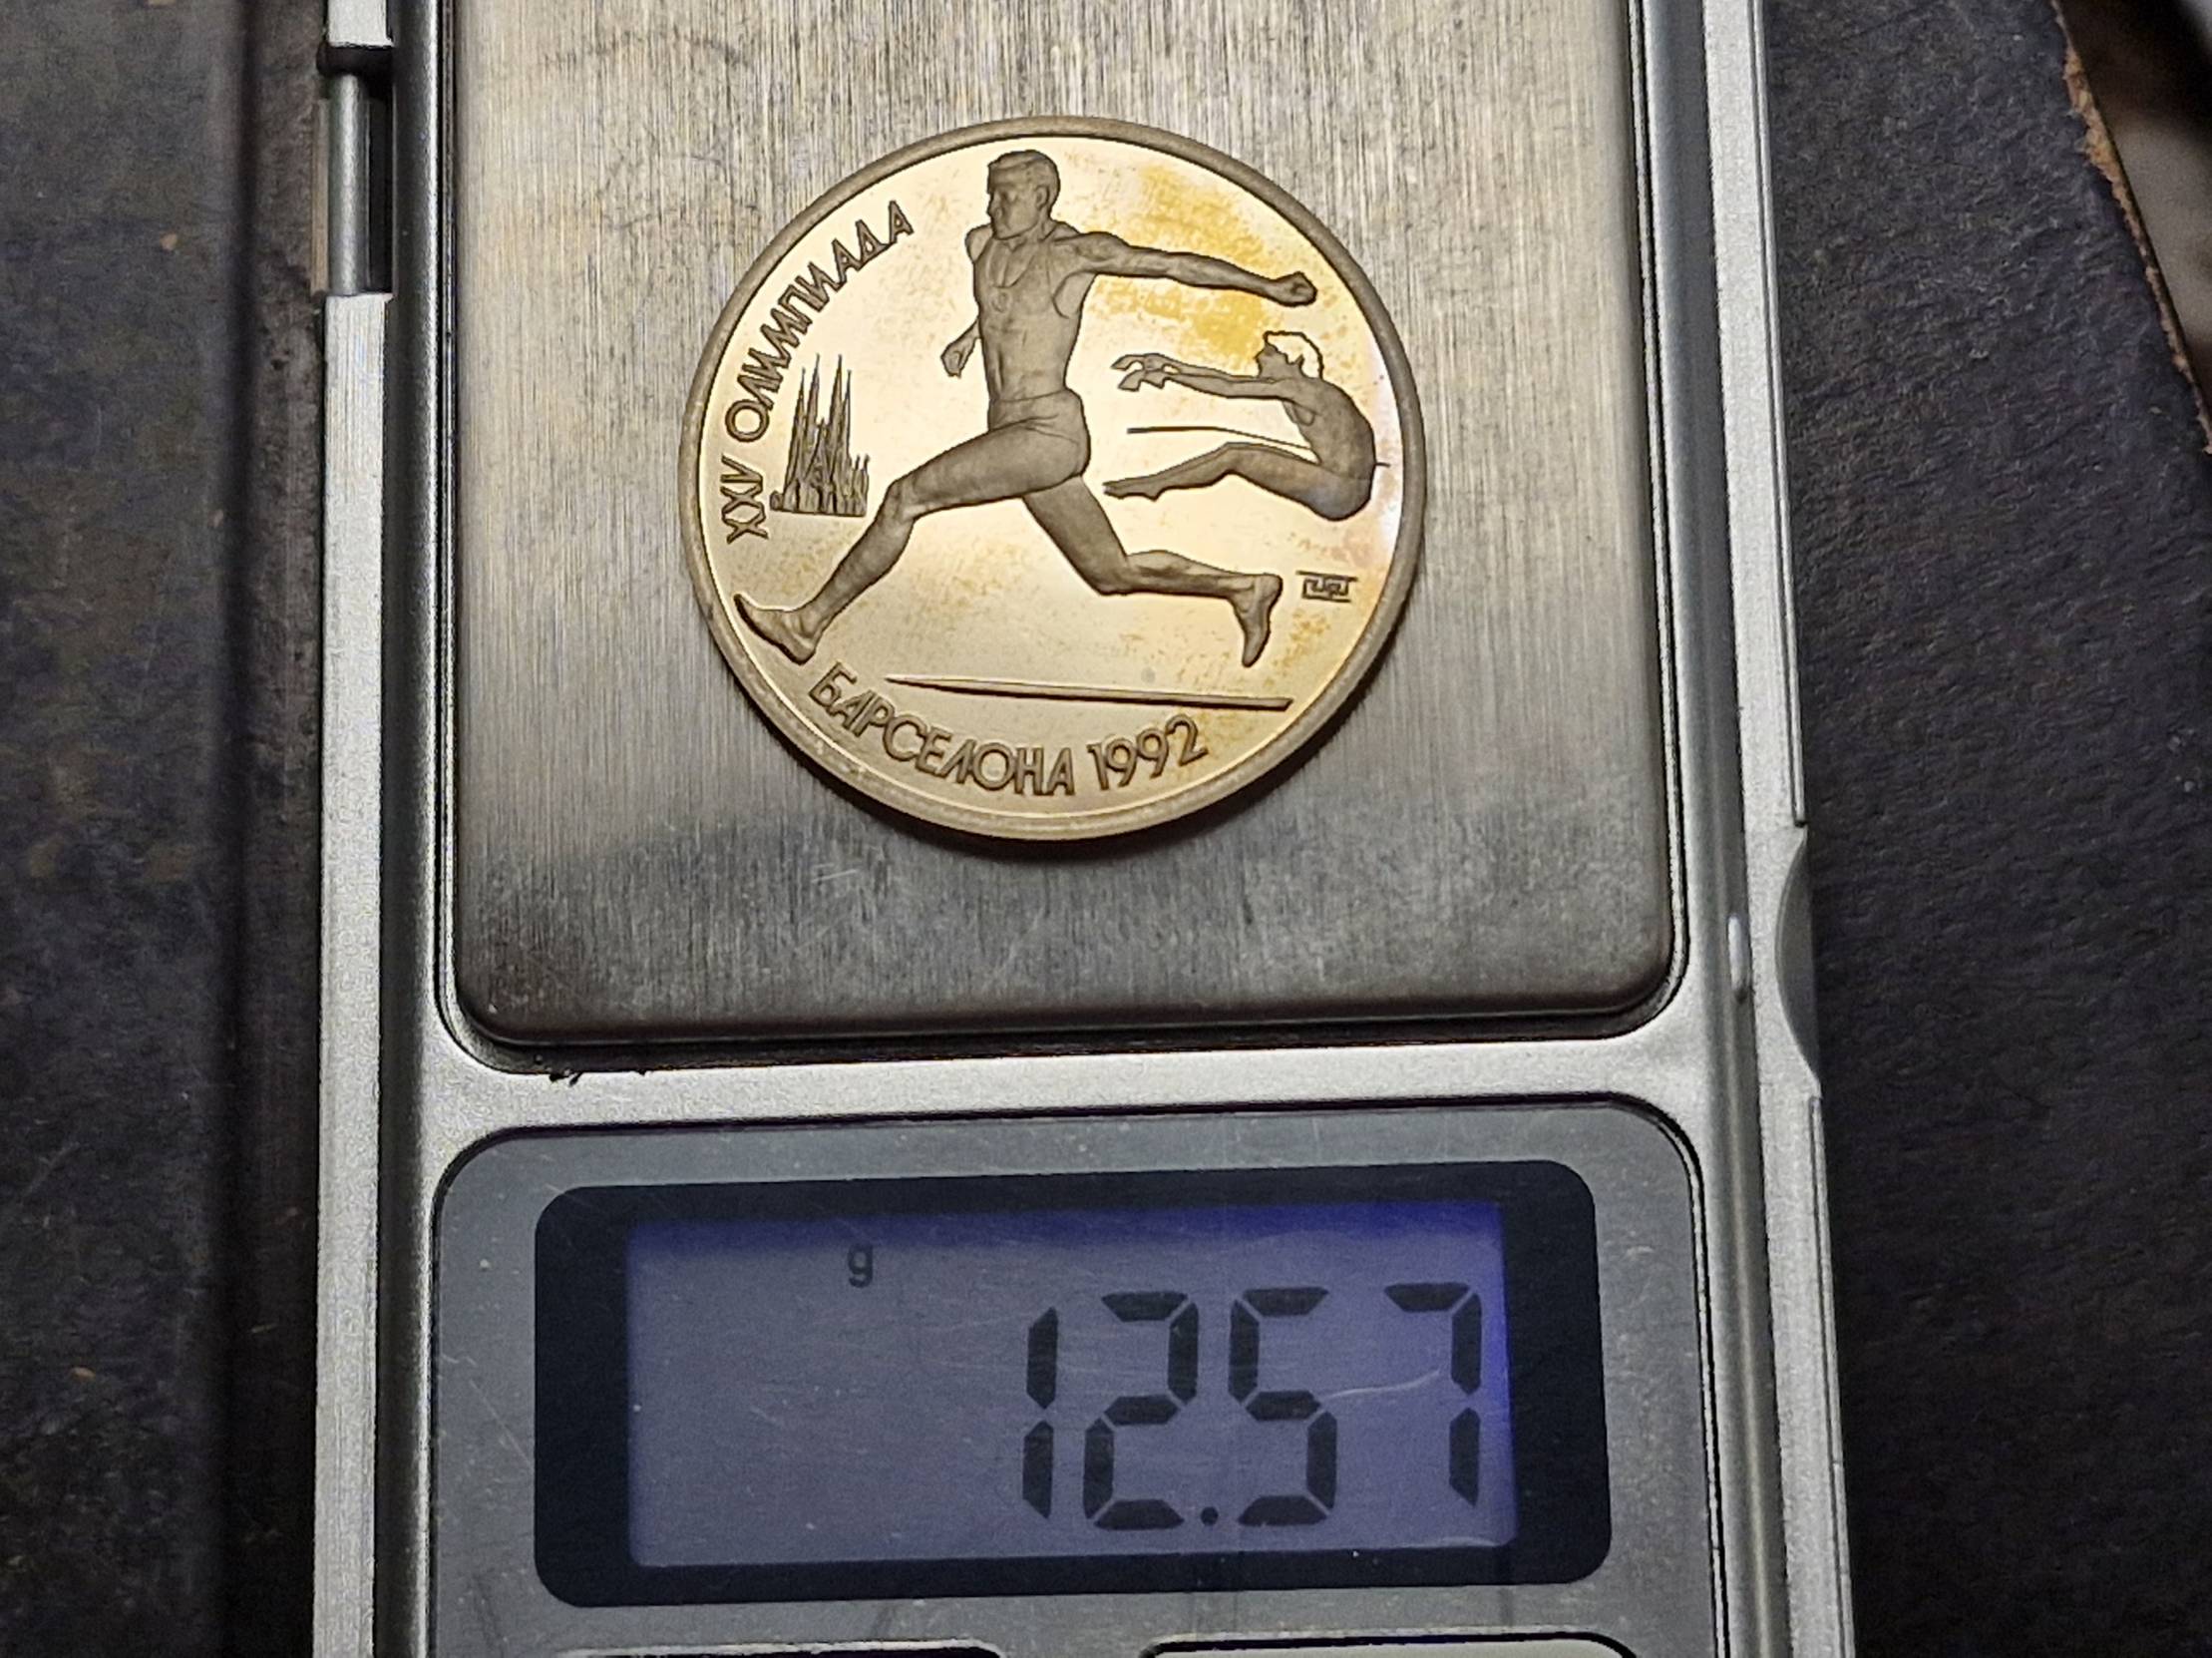 XXV ОЛИМПИАДА
БАРСЕЛОНА 1992
g
12.57